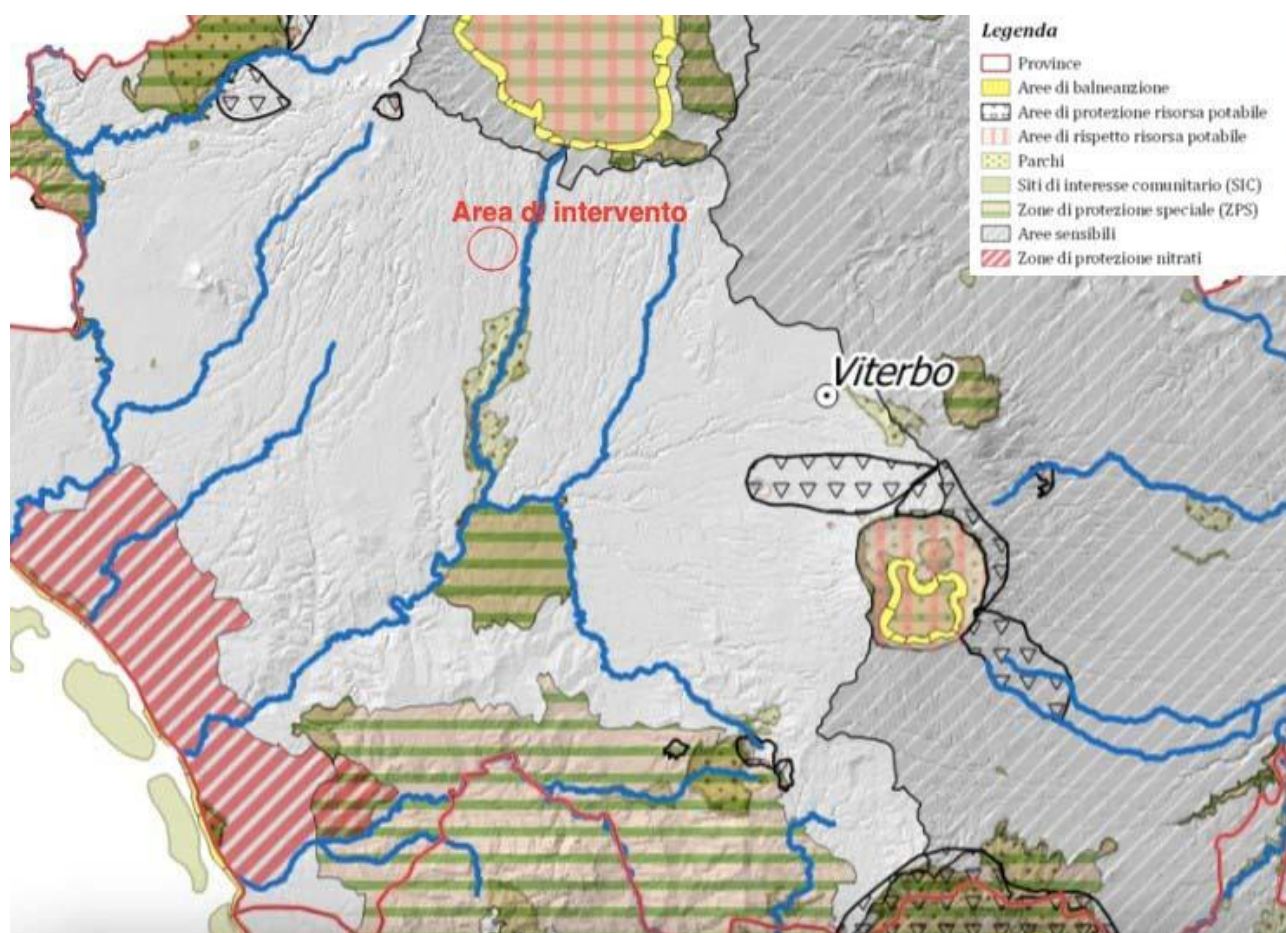 Legenda
Province
Aree di balneanzione
Aree di protezione risorsa potabile
Aree di rispetto risorsa potabile
Parchi
Siti di interesse comunitario (SIC)
Zone di protezione speciale (ZPS)
Aree sensibili
Zone di protezione nitrati
Area di intervento
Viterbo